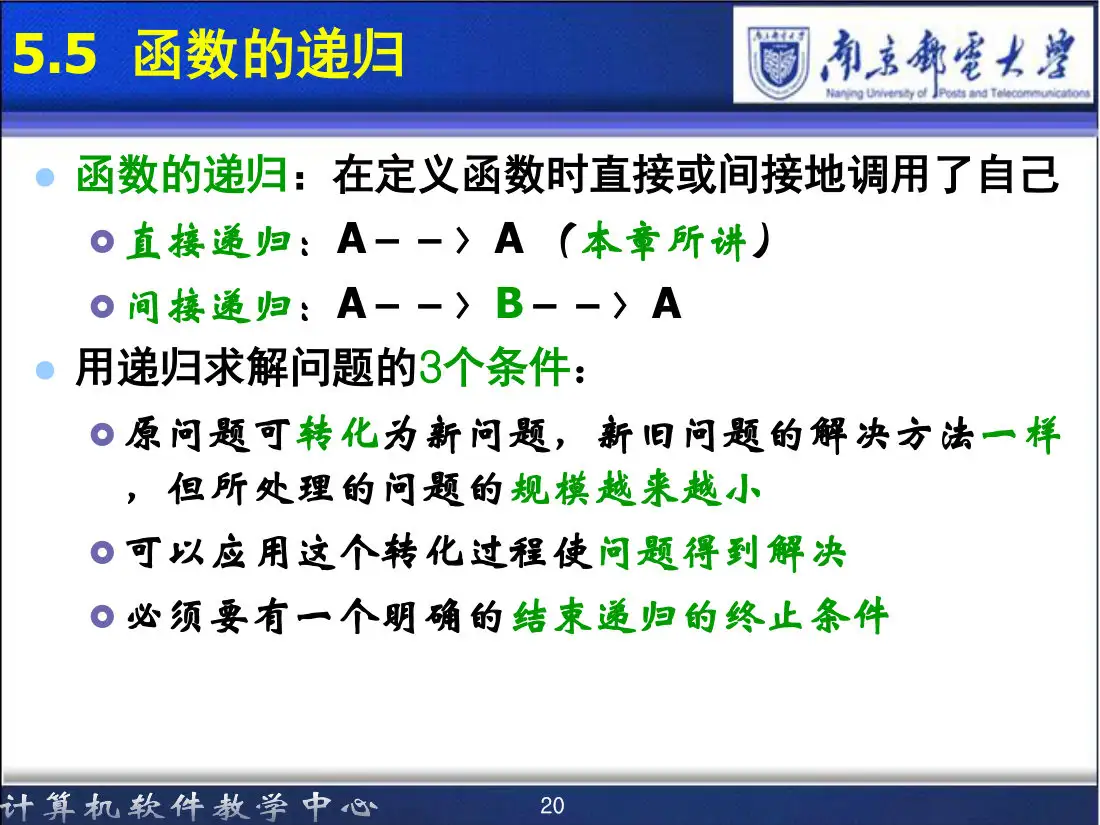 5.5 函数的递归
南京邮电大学
Nanjing University of Posts and Telecommunications
函数的递归：在定义函数时直接或间接地调用了自己
直接递归：A－－〉A （本章所讲）
间接递归：A－－〉B－－〉A
用递归求解问题的3个条件：
原问题可转化为新问题，新旧问题的解决方法一样
，但所处理的问题的规模越来越小
可以应用这个转化过程使问题得到解决
必须要有一个明确的结束递归的终止条件
计算机软件教学中心
20